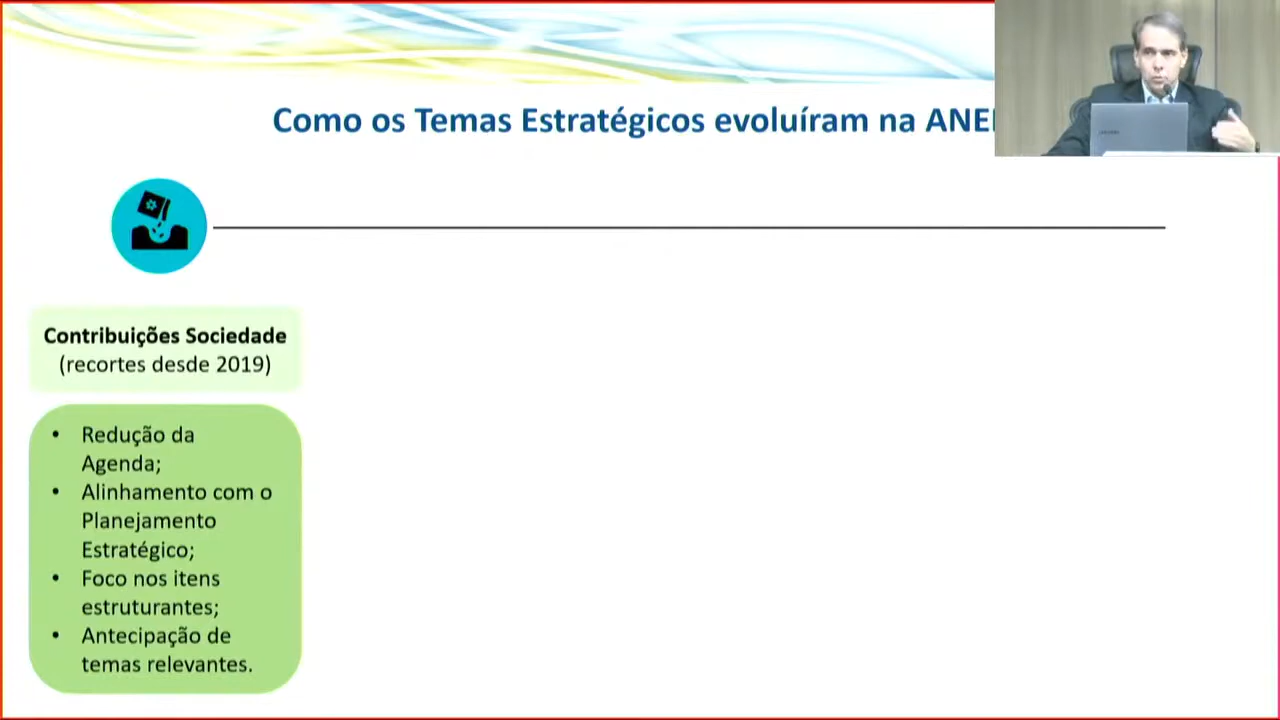 Como os Temas Estratégicos evoluíram na
Contribuições Sociedade
(recortes desde 2019)
• Redução da
Agenda;
• Alinhamento com o
Planejamento
Estratégico;
• Foco nos itens
estruturantes;
• Antecipação de
temas relevantes.